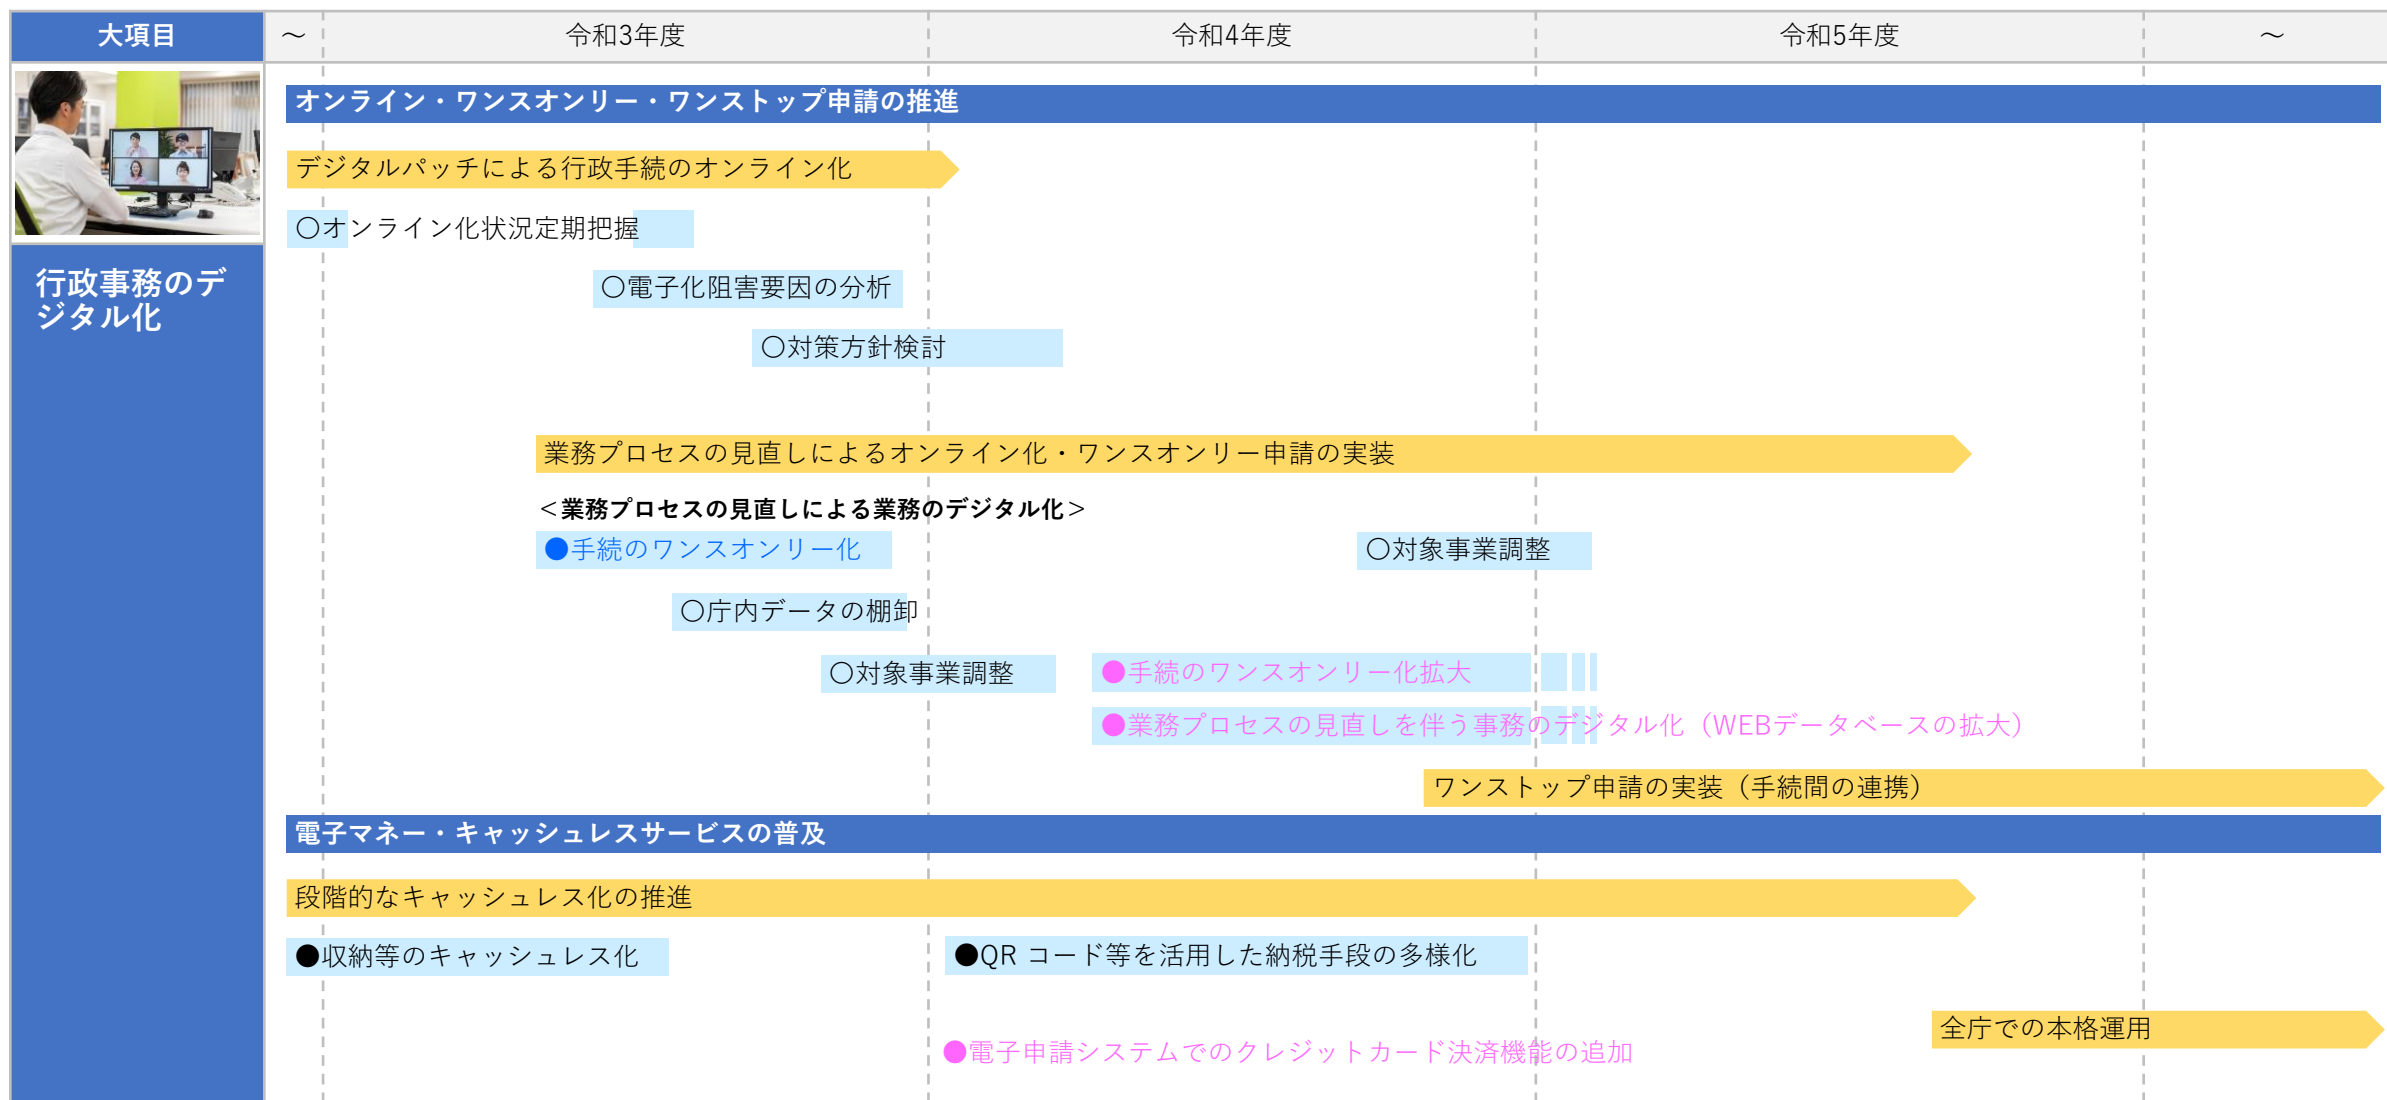 大項目
～
令和3年度
令和4年度
令和5年度
～
オンライン・ワンスオンリー・ワンストップ申請の推進
デジタルパッチによる行政手続のオンライン化
〇オンライン化状況定期把握
行政事務のデ
ジタル化
〇電子化阻害要因の分析
〇対策方針検討
業務プロセスの見直しによるオンライン化・ワンスオンリー申請の実装
＜業務プロセスの見直しによる業務のデジタル化＞
●手続のワンスオンリー化
〇対象事業調整
〇庁内データの棚卸
〇対象事業調整
●手続のワンスオンリー化拡大
●業務プロセスの見直しを伴う事務のデジタル化（WEBデータベースの拡大）
ワンストップ申請の実装（手続間の連携）
電子マネー・キャッシュレスサービスの普及
段階的なキャッシュレス化の推進
●収納等のキャッシュレス化
●QR コード等を活用した納税手段の多様化
全庁での本格運用
●電子申請システムでのクレジットカード決済機能の追加